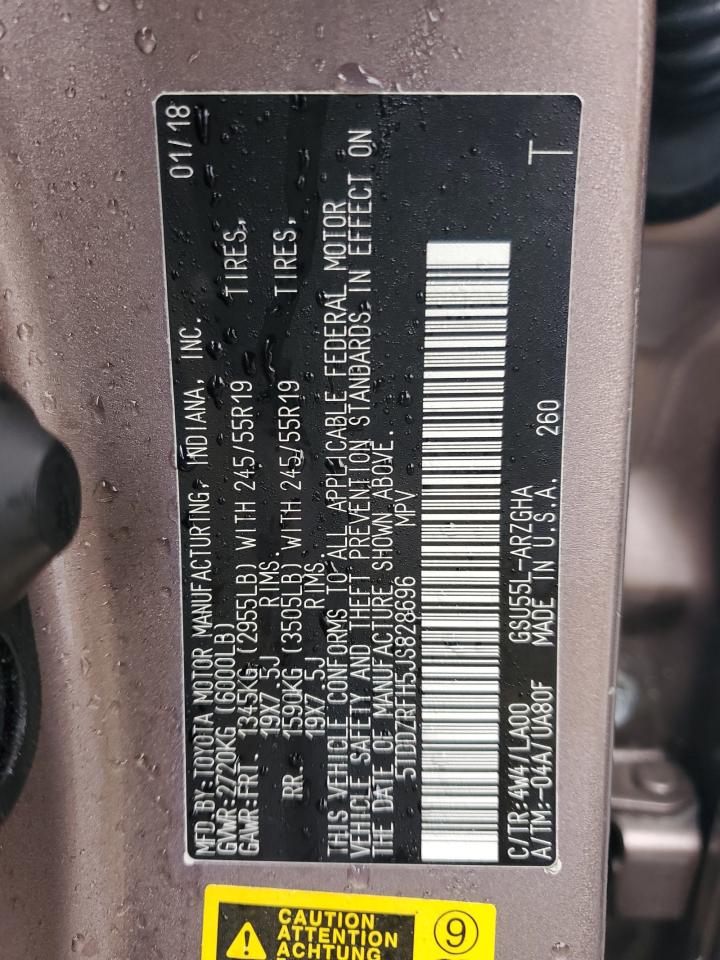 MFD.BY:TOYOTA MOTOR MANUFACTURING, INDIANA, INC. 01/18
GVWR:2720KG (6000LB)
GAWR:FRT. 1345KG (2955LB) WITH 245/55R19 TIRES,
19X7.5J RIMS.
RR. 1590KG (3505LB) WITH 245/55R19 TIRES,
19X7.5J RIMS.
THIS VEHICLE CONFORMS TO ALL APPLICABLE FEDERAL MOTOR
VEHICLE SAFETY AND THEFT PREVENTION STANDARDS IN EFFECT ON
THE DATE OF MANUFACTURE SHOWN ABOVE.
5TDDZRFH5JS828696 MPV
C/TR:4W4/LA00 GSU55L-ARZGHA
A/TM:-04A/UA80F MADE IN U.S.A. 260 T
CAUTION
ATTENTION
ACHTUNG
9